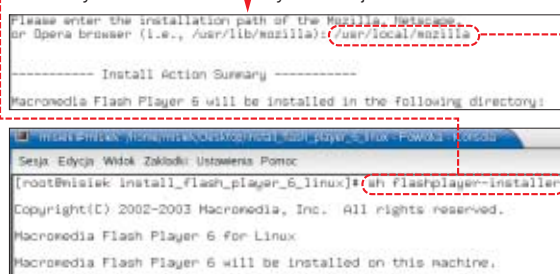 Please enter the installation path of the Mozilla, Netscape,
or Opera browser (i.e., /usr/lib/mozilla): /usr/local/mozilla
----------- Install Action Summary -----------
Macromedia Flash Player 6 will be installed in the following directory:
Powłoka - Konsola
Sesja Edycja Widok Zakładki Ustawienia Pomoc
[root@misiek install_flash_player_6_linux]# sh flashplayer-installer
Copyright(C) 2002-2003 Macromedia, Inc. All rights reserved.
Macromedia Flash Player 6 for Linux
Macromedia Flash Player 6 will be installed on this machine.